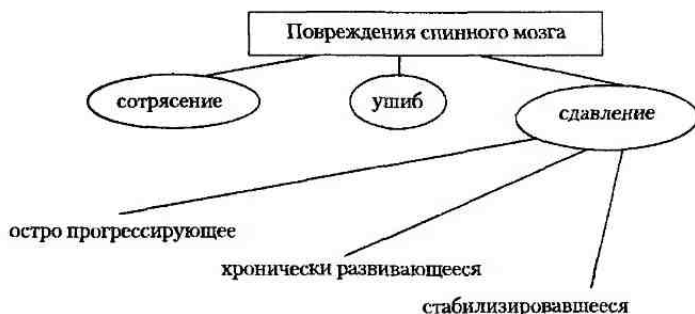 Повреждения спинного мозга
сотрясение
ушиб
сдавление
остро прогрессирующее
хронически развивающееся
стабилизировавшееся